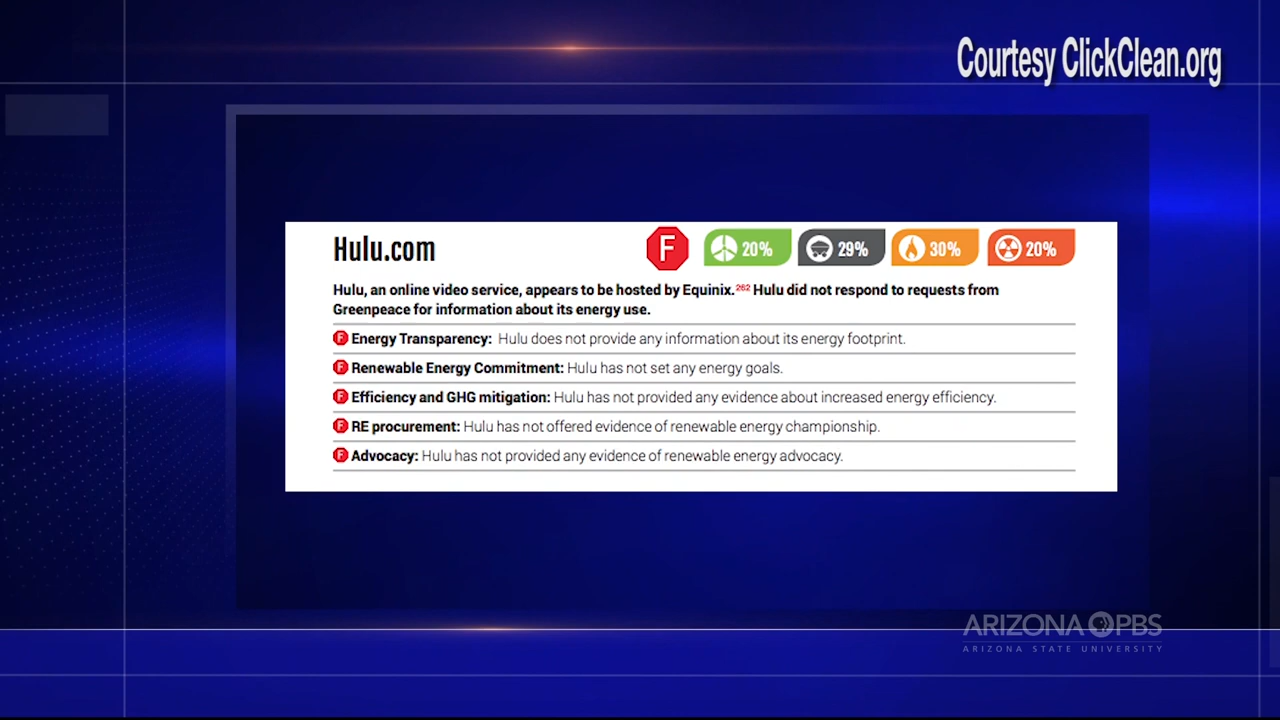 Courtesy ClickClean.org
Hulu.com F 20% 29% 30% 20%
Hulu, an online video service, appears to be hosted by Equinix.262 Hulu did not respond to requests from
Greenpeace for information about its energy use.
F Energy Transparency: Hulu does not provide any information about its energy footprint.
F Renewable Energy Commitment: Hulu has not set any energy goals.
F Efficiency and GHG mitigation: Hulu has not provided any evidence about increased energy efficiency.
F RE procurement: Hulu has not offered evidence of renewable energy championship.
F Advocacy: Hulu has not provided any evidence of renewable energy advocacy.
ARIZONA PBS
ARIZONA STATE UNIVERSITY